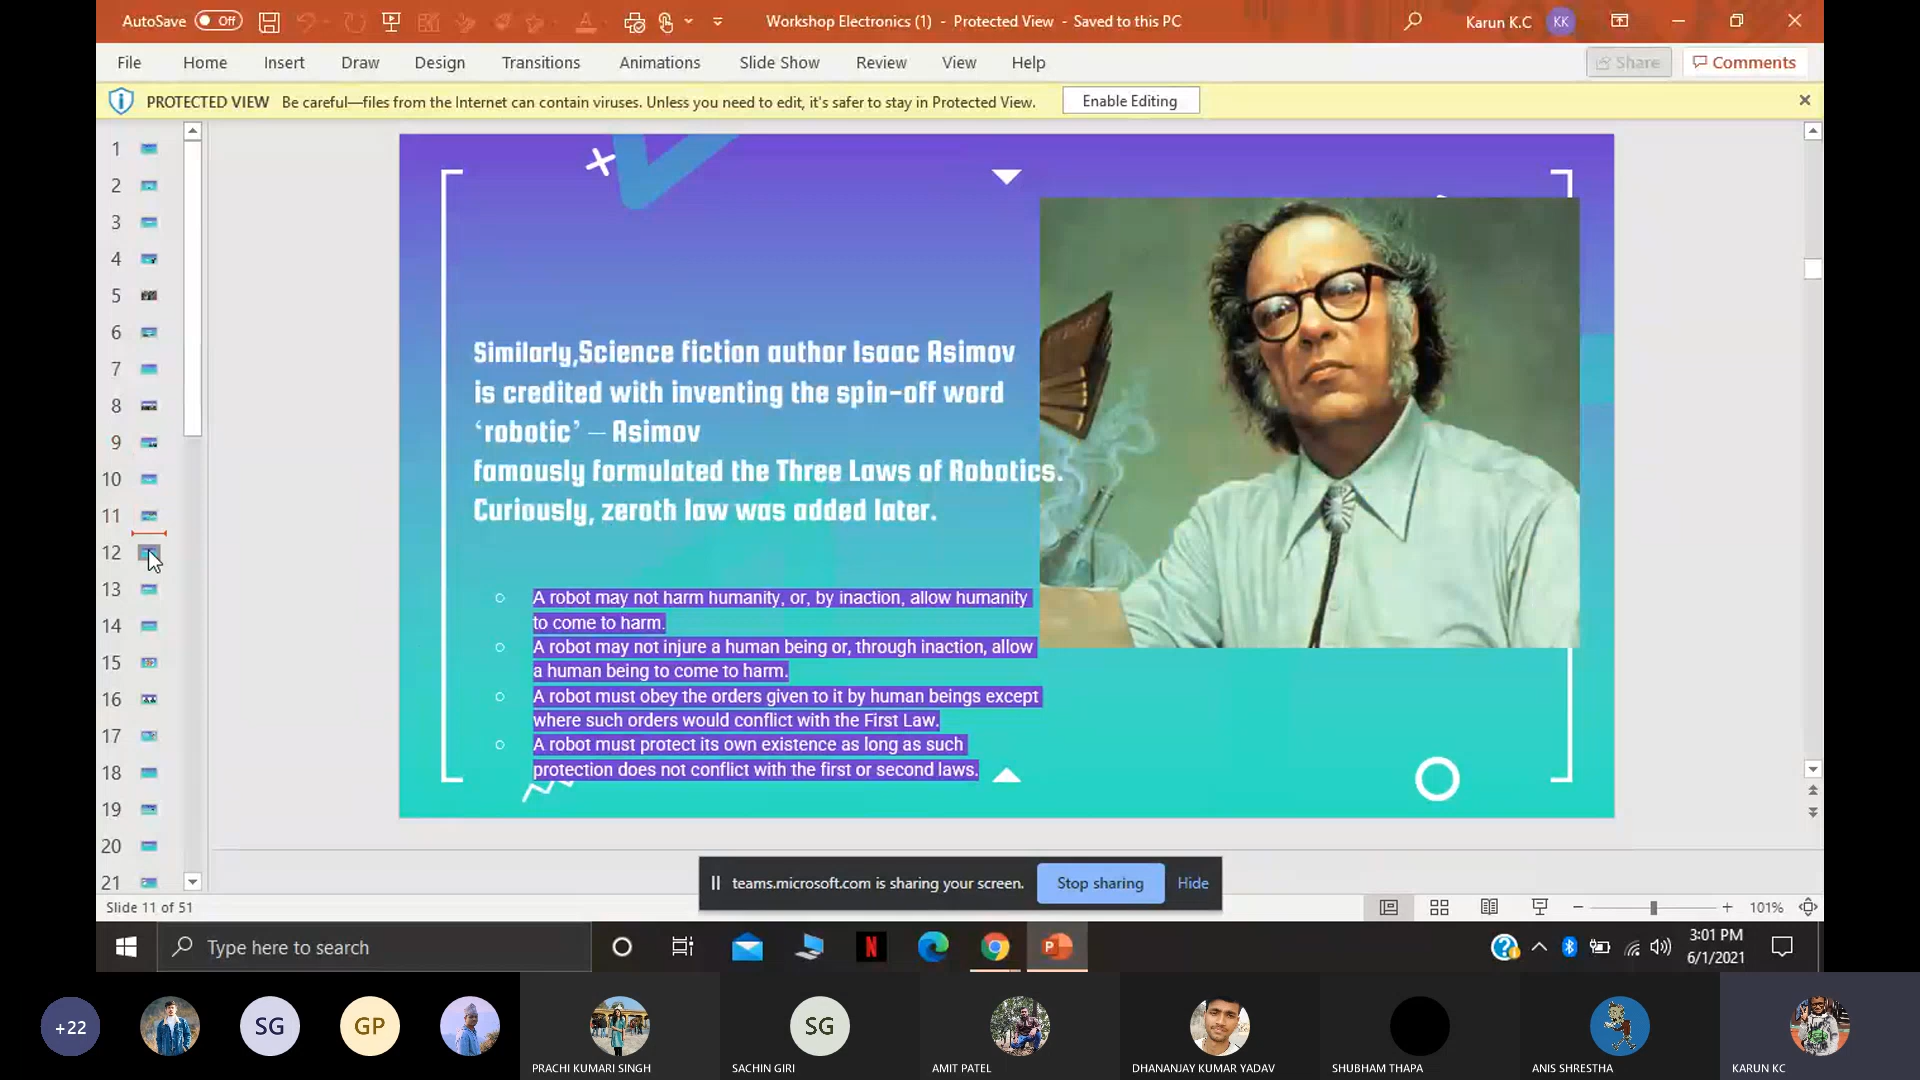 AutoSave Off Workshop Electronics (1) - Protected View - Saved to this PC Karun K.C KK
File Home Insert Draw Design Transitions Animations Slide Show Review View Help Share Comments
PROTECTED VIEW Be careful—files from the Internet can contain viruses. Unless you need to edit, it's safer to stay in Protected View. Enable Editing
1
2
3
4
5
6
7
8
9
10
11
12
13
14
15
16
17
18
19
20
21
Similarly,Science fiction author Isaac Asimov
is credited with inventing the spin-off word
‘robotic’ – Asimov
famously formulated the Three Laws of Robotics.
Curiously, zeroth law was added later.
A robot may not harm humanity, or, by inaction, allow humanity
to come to harm.
A robot may not injure a human being or, through inaction, allow
a human being to come to harm.
A robot must obey the orders given to it by human beings except
where such orders would conflict with the First Law.
A robot must protect its own existence as long as such
protection does not conflict with the first or second laws.
teams.microsoft.com is sharing your screen. Stop sharing Hide
Slide 11 of 51 101%
Type here to search
3:01 PM
6/1/2021
+22 SG GP SG
PRACHI KUMARI SINGH SACHIN GIRI AMIT PATEL DHANANJAY KUMAR YADAV SHUBHAM THAPA ANIS SHRESTHA KARUN KC